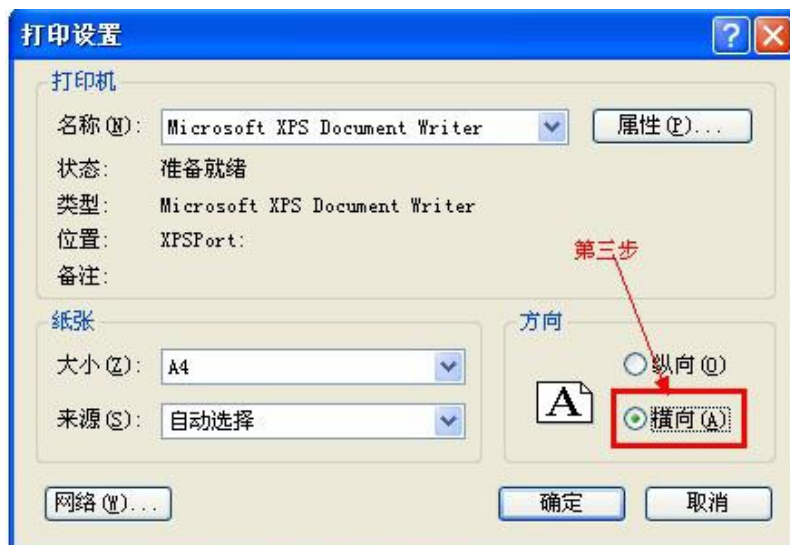 打印设置
打印机
名称(N): Microsoft XPS Document Writer 属性(P)...
状态: 准备就绪
类型: Microsoft XPS Document Writer
位置: XPSPort:
备注:
第三步
纸张
大小(Z): A4
来源(S): 自动选择
方向
纵向(O)
A
横向(A)
网络(W)...
确定
取消